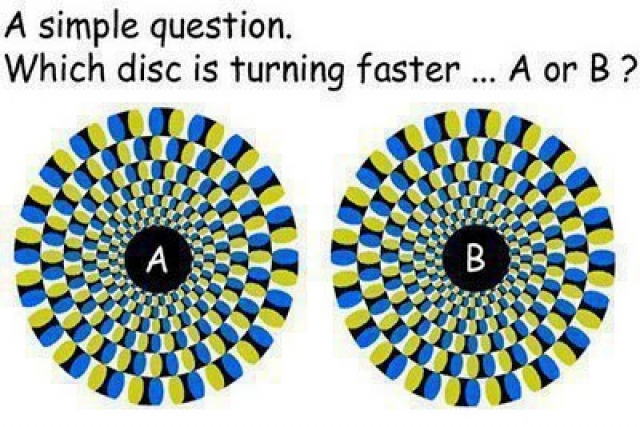 A simple question.
Which disc is turning faster ... A or B ?
A
B